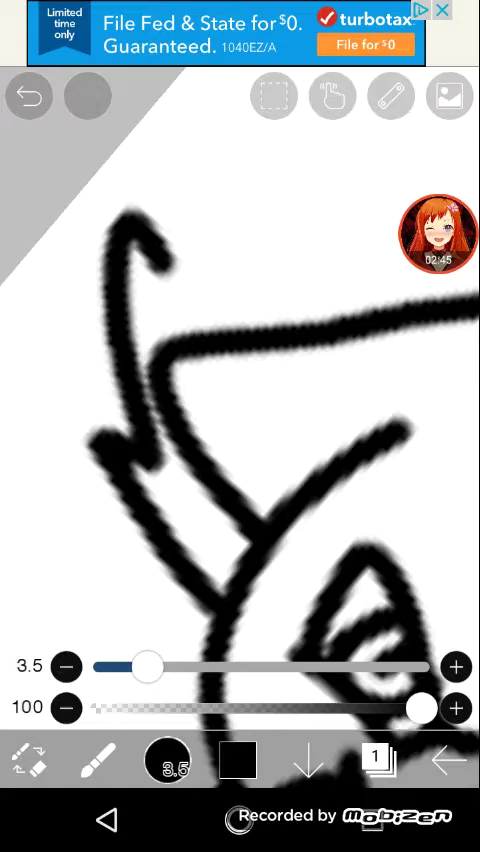 Limited
time
only
File Fed & State for $0.
Guaranteed. 1040EZ/A
turbotax
File for $0
02:45
3.5
100
3.5
1
Recorded by Mobizen